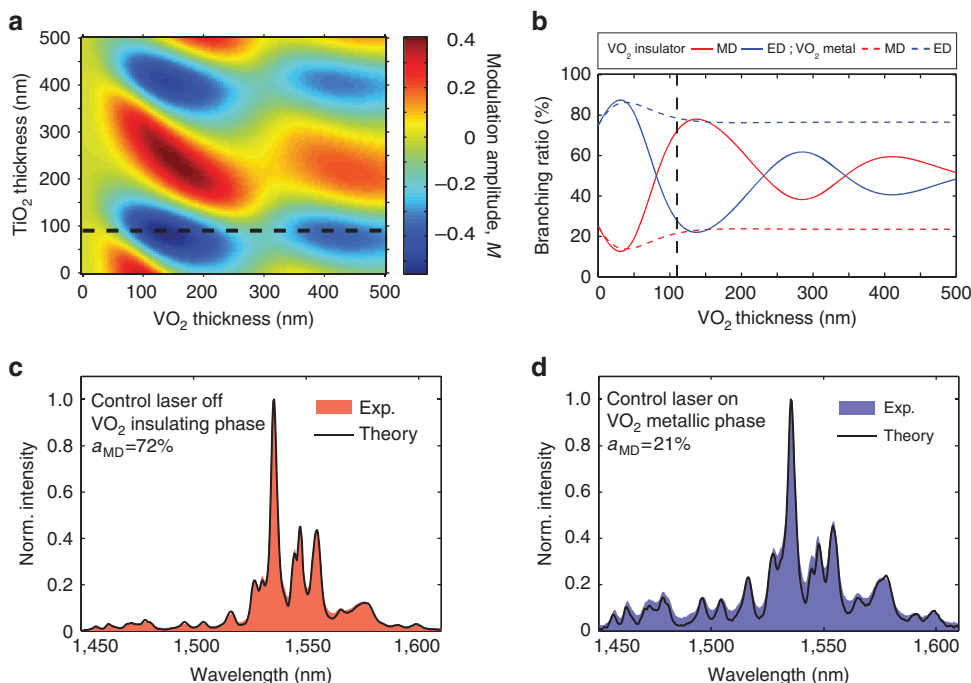 a
TiO2 thickness (nm)
500
400
300
200
100
0
0 100 200 300 400 500
VO2 thickness (nm)
0.4
0.2
0
−0.2
−0.4
Modulation amplitude, M
b
VO2 insulator MD ED ; VO2 metal MD ED
Branching ratio (%)
100
80
60
40
20
0
0 100 200 300 400 500
VO2 thickness (nm)
c
Control laser off
VO2 insulating phase
aMD=72%
Exp.
Theory
Norm. intensity
1.0
0.8
0.6
0.4
0.2
0
1,450 1,500 1,550 1,600
Wavelength (nm)
d
Control laser on
VO2 metallic phase
aMD=21%
Exp.
Theory
Norm. intensity
1.0
0.8
0.6
0.4
0.2
0
1,450 1,500 1,550 1,600
Wavelength (nm)